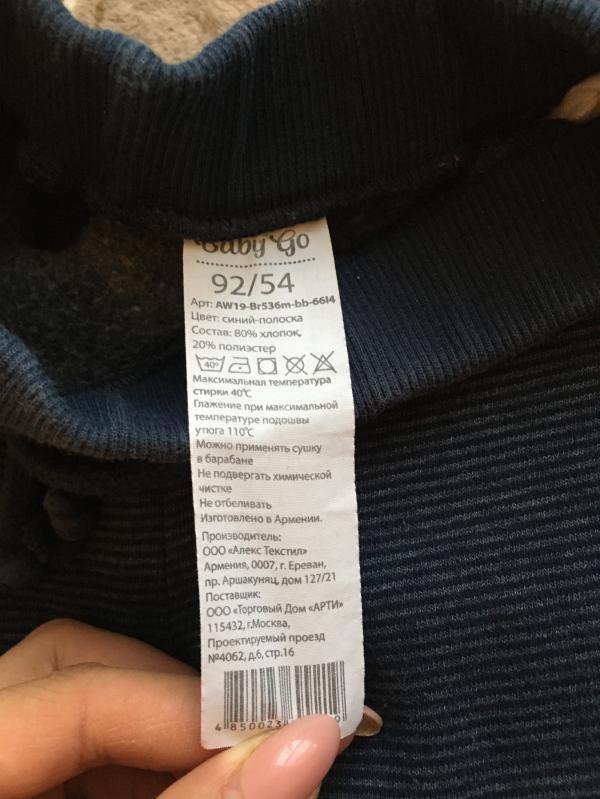 Baby Go
92/54
Арт: AW19-Br536m-bb-6614
Цвет: синий-полоска
Состав: 80% хлопок,
20% полиэстер
40°
Максимальная температура
стирки 40℃
Глажение при максимальной
температуре подошвы
утюга 110℃
Можно применять сушку
в барабане
Не подвергать химической
чистке
Не отбеливать
Изготовлено в Армении.
Производитель:
ООО «Алекс Текстил»
Армения, 0007, г. Ереван,
пр. Аршакуняц, дом 127/21
Поставщик:
ООО «Торговый Дом «АРТИ»
115432, г.Москва,
Проектируемый проезд
№4062, д.6, стр.16
4 850023